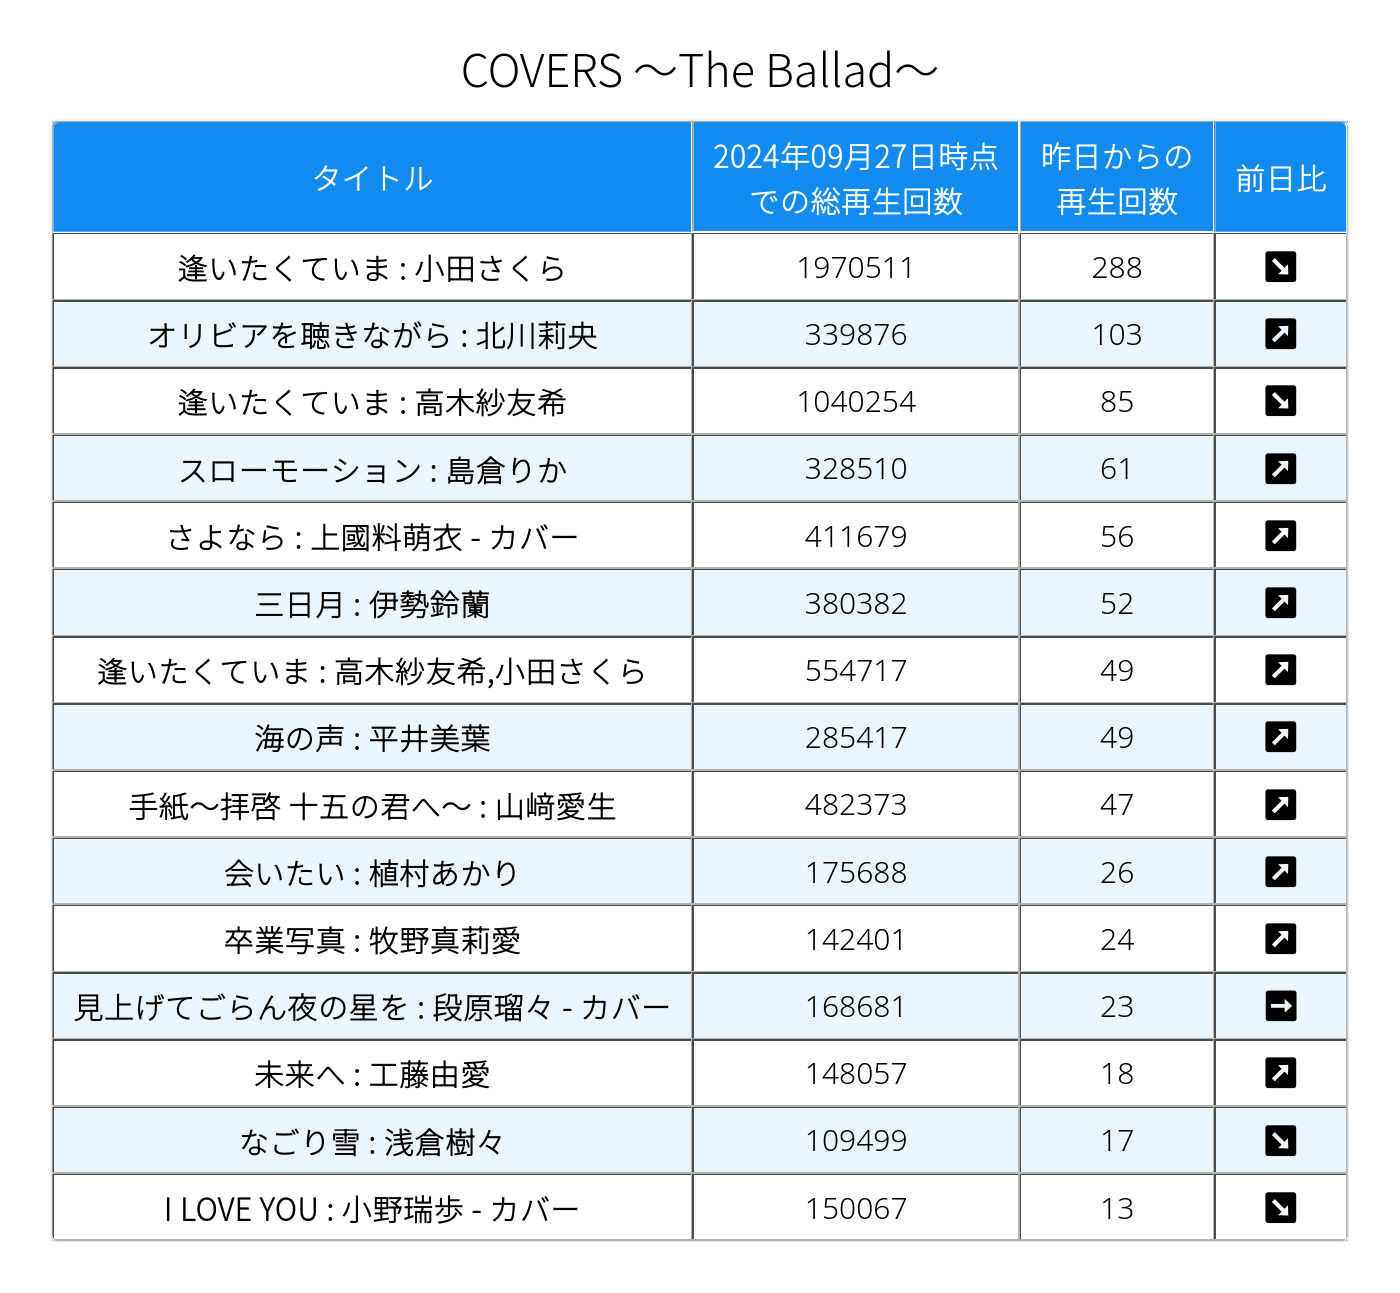 COVERS ～The Ballad～
タイトル
2024年09月27日時点
での総再生回数
昨日からの
再生回数
前日比
逢いたくていま : 小田さくら 1970511 288 ↘
オリビアを聴きながら : 北川莉央 339876 103 ↗
逢いたくていま : 高木紗友希 1040254 85 ↘
スローモーション : 島倉りか 328510 61 ↗
さよなら : 上國料萌衣 - カバー 411679 56 ↗
三日月 : 伊勢鈴蘭 380382 52 ↗
逢いたくていま : 高木紗友希,小田さくら 554717 49 ↗
海の声 : 平井美葉 285417 49 ↗
手紙～拝啓 十五の君へ～ : 山﨑愛生 482373 47 ↗
会いたい : 植村あかり 175688 26 ↗
卒業写真 : 牧野真莉愛 142401 24 ↗
見上げてごらん夜の星を : 段原瑠々 - カバー 168681 23 →
未来へ : 工藤由愛 148057 18 ↗
なごり雪 : 浅倉樹々 109499 17 ↘
I LOVE YOU : 小野瑞歩 - カバー 150067 13 ↘